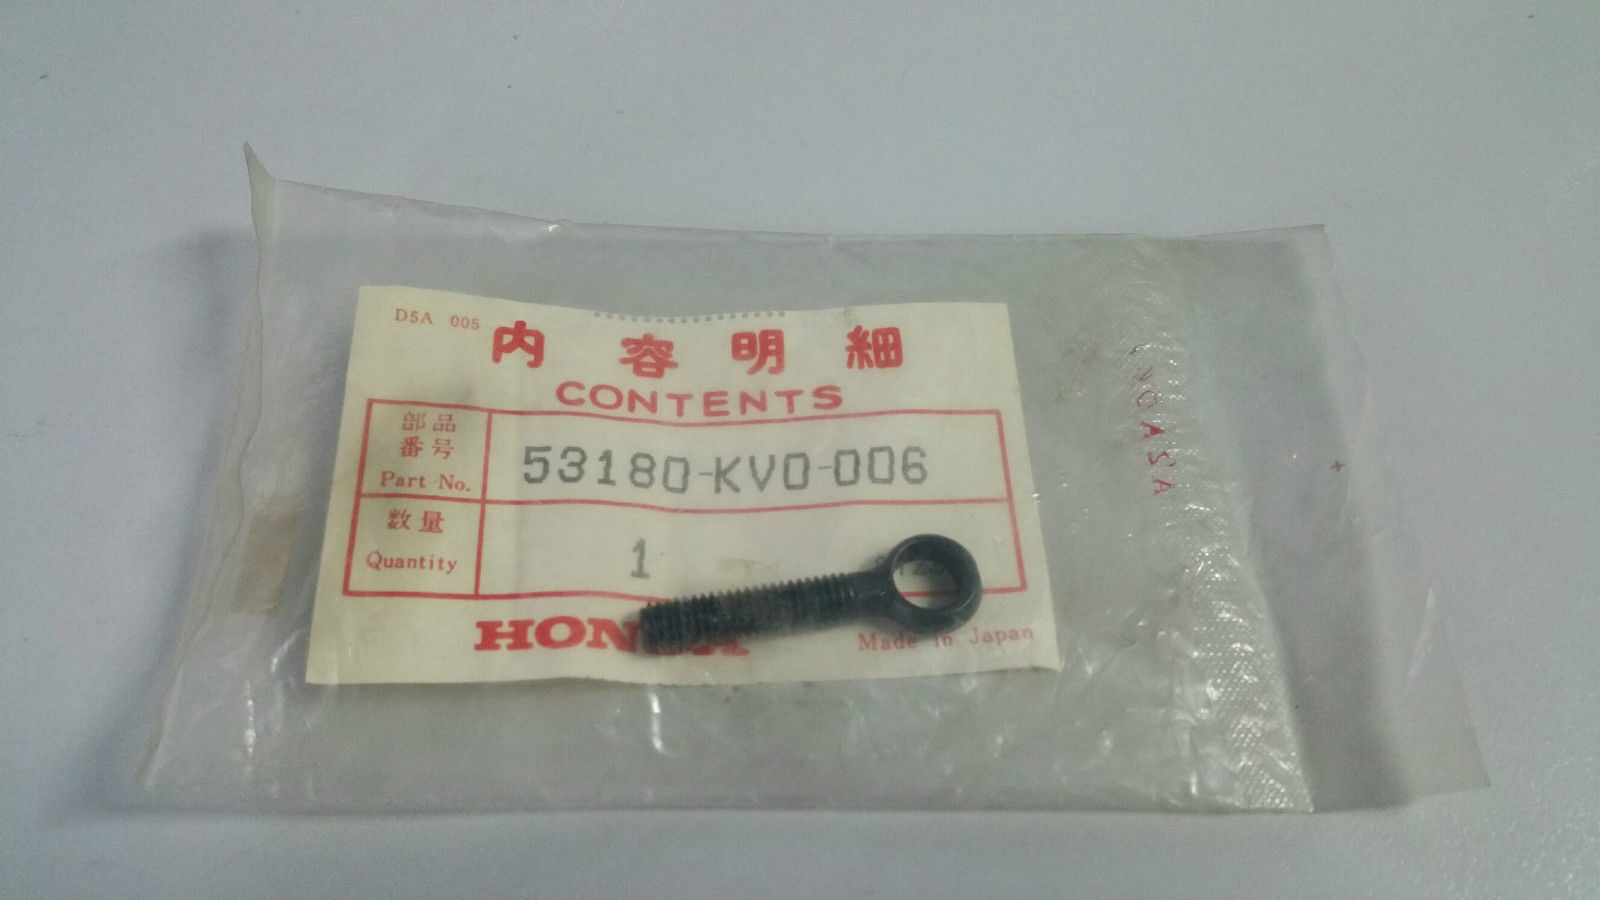 D5A 005
内容明細
CONTENTS
部品
番号
Part No.
53180-KV0-006
数量
Quantity
1
HONDA
Made in Japan